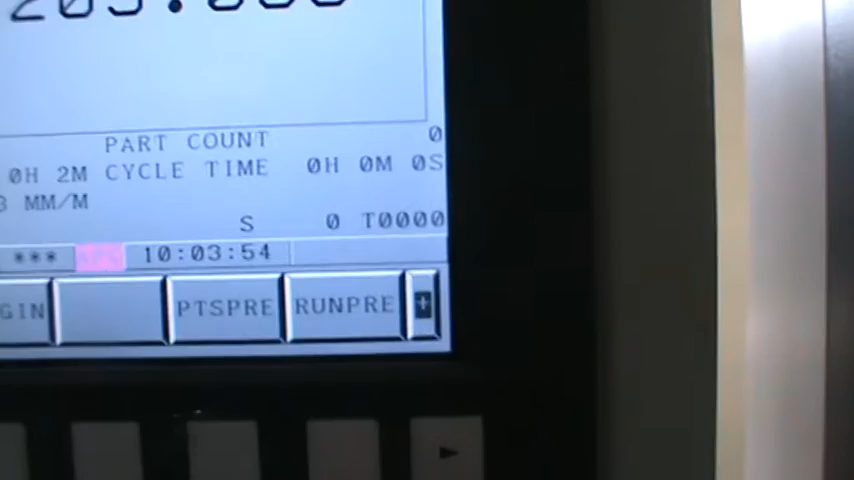 PART COUNT 0
0H 2M CYCLE TIME 0H 0M 0S
MM/M
S 0 T0000
*** 10:03:54
GIN PTSPRE RUNPRE +